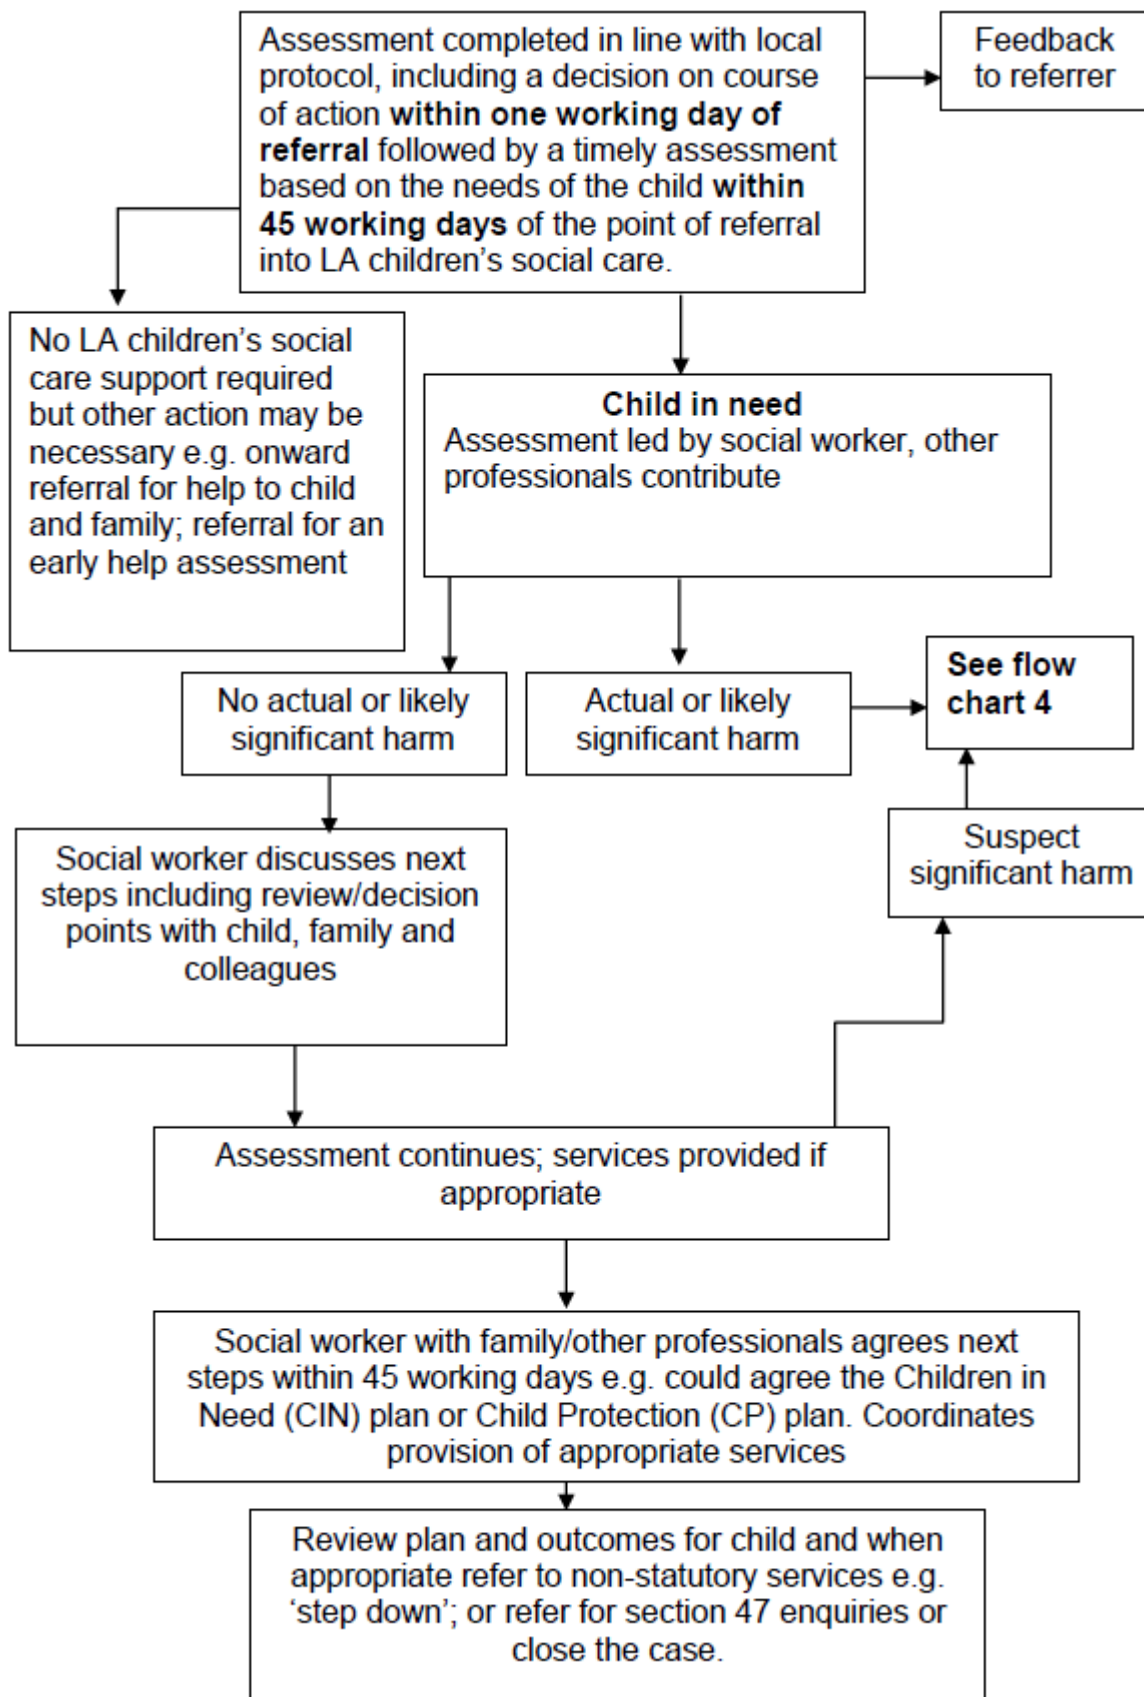 Assessment completed in line with local
protocol, including a decision on course
of action within one working day of
referral followed by a timely assessment
based on the needs of the child within
45 working days of the point of referral
into LA children’s social care.
Feedback
to referrer
No LA children’s social
care support required
but other action may be
necessary e.g. onward
referral for help to child
and family; referral for an
early help assessment
Child in need
Assessment led by social worker, other
professionals contribute
No actual or likely
significant harm
Actual or likely
significant harm
See flow
chart 4
Suspect
significant harm
Social worker discusses next
steps including review/decision
points with child, family and
colleagues
Assessment continues; services provided if
appropriate
Social worker with family/other professionals agrees next
steps within 45 working days e.g. could agree the Children in
Need (CIN) plan or Child Protection (CP) plan. Coordinates
provision of appropriate services
Review plan and outcomes for child and when
appropriate refer to non-statutory services e.g.
‘step down’; or refer for section 47 enquiries or
close the case.